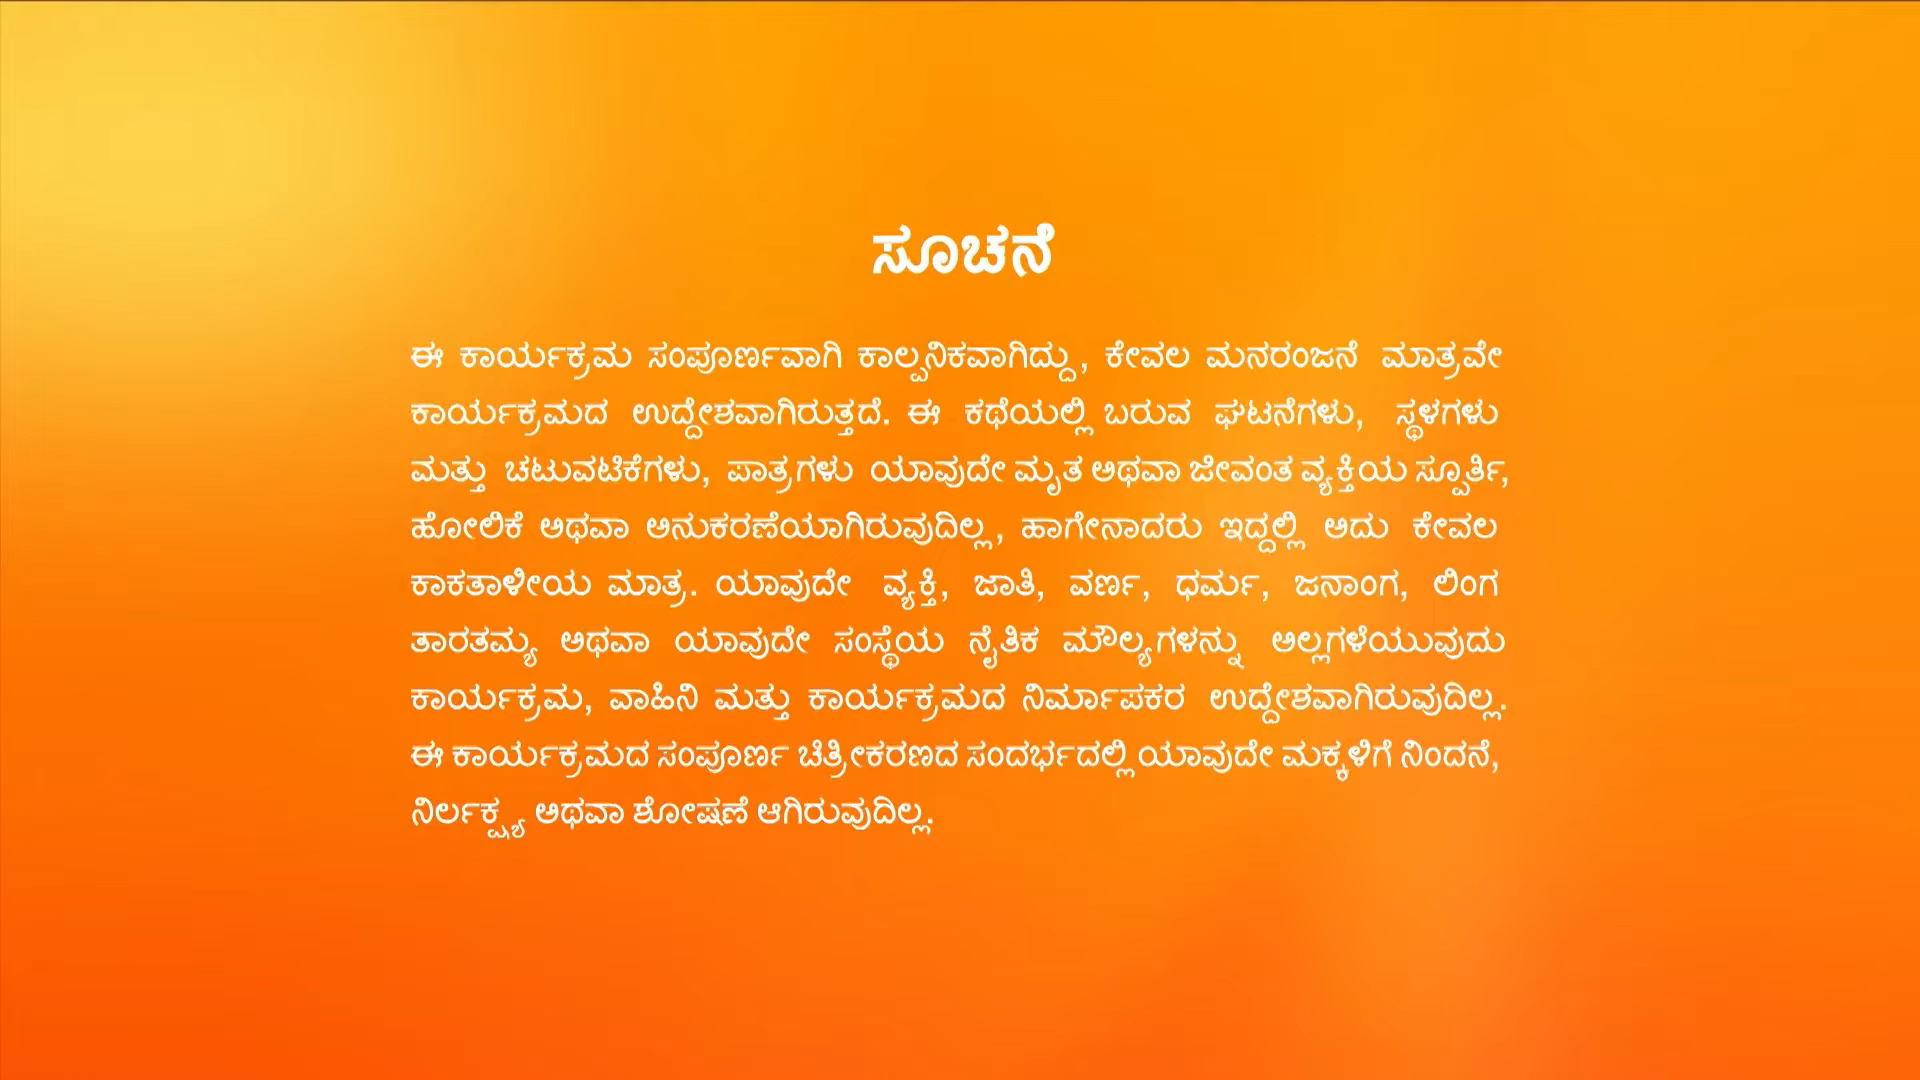 ಸೂಚನೆ
ಈ ಕಾರ್ಯಕ್ರಮ ಸಂಪೂರ್ಣವಾಗಿ ಕಾಲ್ಪನಿಕವಾಗಿದ್ದು, ಕೇವಲ ಮನರಂಜನೆ ಮಾತ್ರವೇ
ಕಾರ್ಯಕ್ರಮದ ಉದ್ದೇಶವಾಗಿರುತ್ತದೆ. ಈ ಕಥೆಯಲ್ಲಿ ಬರುವ ಘಟನೆಗಳು, ಸ್ಥಳಗಳು
ಮತ್ತು ಚಟುವಟಿಕೆಗಳು, ಪಾತ್ರಗಳು ಯಾವುದೇ ಮೃತ ಅಥವಾ ಜೀವಂತ ವ್ಯಕ್ತಿಯ ಸ್ಪೂರ್ತಿ,
ಹೋಲಿಕೆ ಅಥವಾ ಅನುಕರಣೆಯಾಗಿರುವುದಿಲ್ಲ, ಹಾಗೇನಾದರು ಇದ್ದಲ್ಲಿ ಅದು ಕೇವಲ
ಕಾಕತಾಳೀಯ ಮಾತ್ರ. ಯಾವುದೇ ವ್ಯಕ್ತಿ, ಜಾತಿ, ವರ್ಣ, ಧರ್ಮ, ಜನಾಂಗ, ಲಿಂಗ
ತಾರತಮ್ಯ ಅಥವಾ ಯಾವುದೇ ಸಂಸ್ಥೆಯ ನೈತಿಕ ಮೌಲ್ಯಗಳನ್ನು ಅಲ್ಲಗಳೆಯುವುದು
ಕಾರ್ಯಕ್ರಮ, ವಾಹಿನಿ ಮತ್ತು ಕಾರ್ಯಕ್ರಮದ ನಿರ್ಮಾಪಕರ ಉದ್ದೇಶವಾಗಿರುವುದಿಲ್ಲ.
ಈ ಕಾರ್ಯಕ್ರಮದ ಸಂಪೂರ್ಣ ಚಿತ್ರೀಕರಣದ ಸಂದರ್ಭದಲ್ಲಿ ಯಾವುದೇ ಮಕ್ಕಳಿಗೆ ನಿಂದನೆ,
ನಿರ್ಲಕ್ಷ್ಯ ಅಥವಾ ಶೋಷಣೆ ಆಗಿರುವುದಿಲ್ಲ.